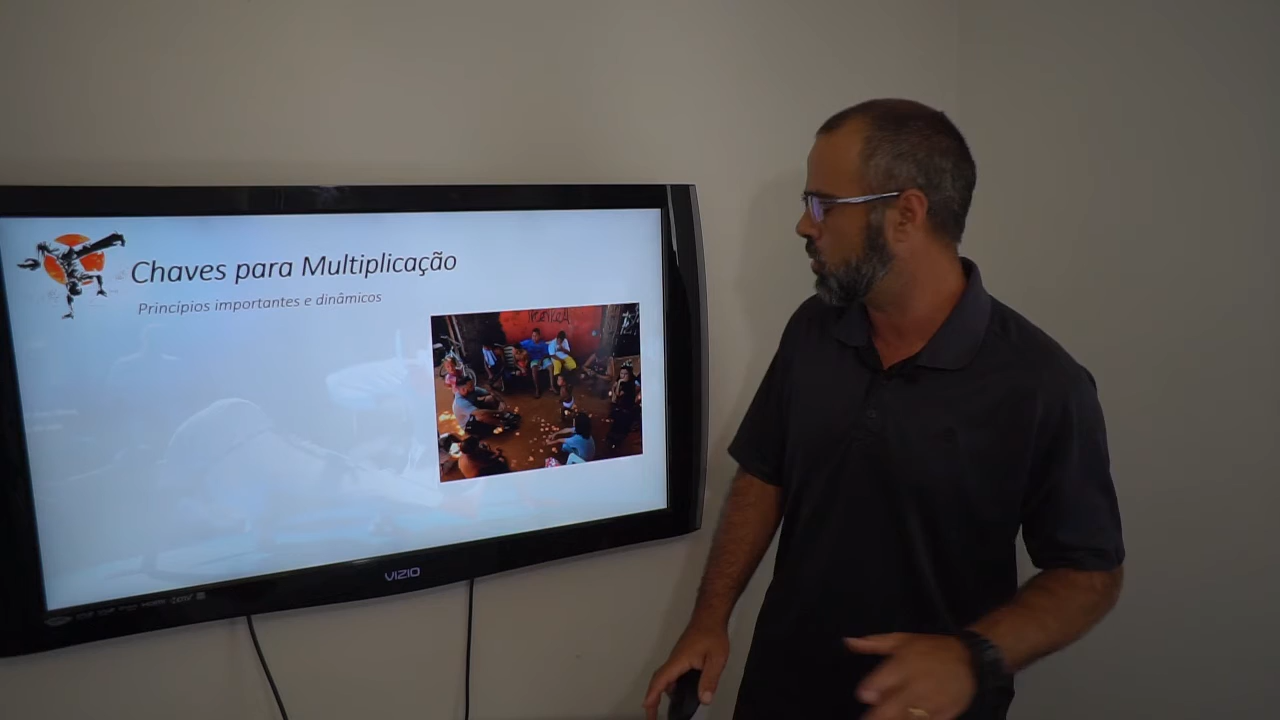 Chaves para Multiplicação
Princípios importantes e dinâmicos
VIZIO